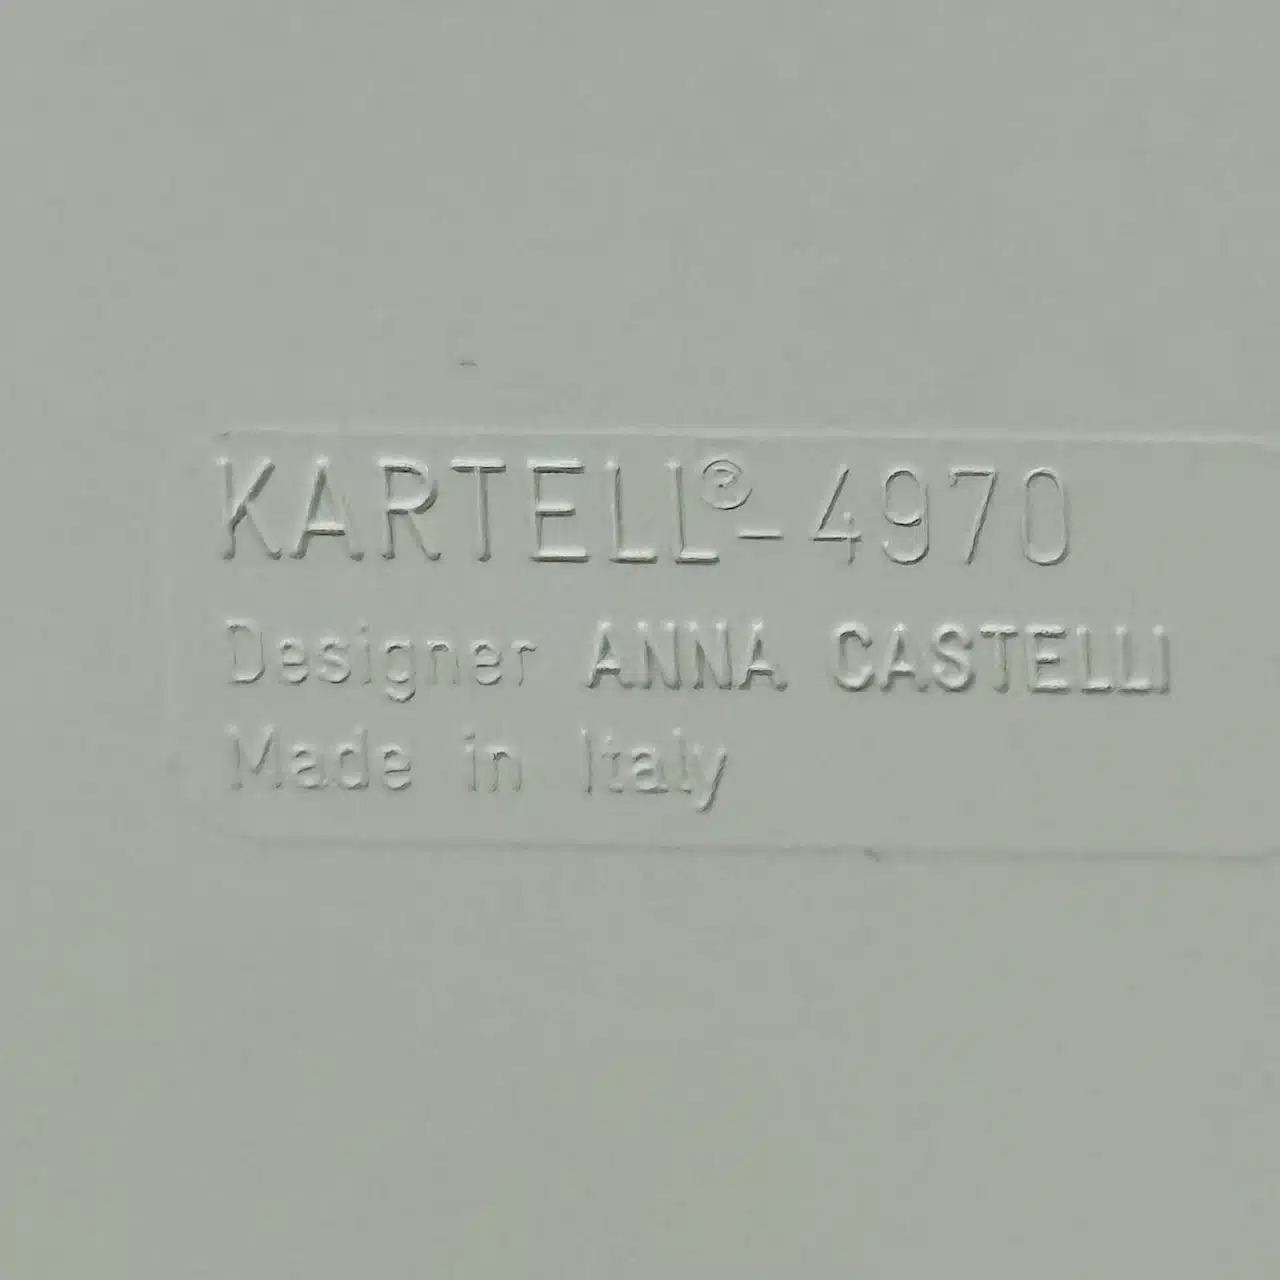 KARTELL®-4970
Designer ANNA CASTELLI
Made in Italy